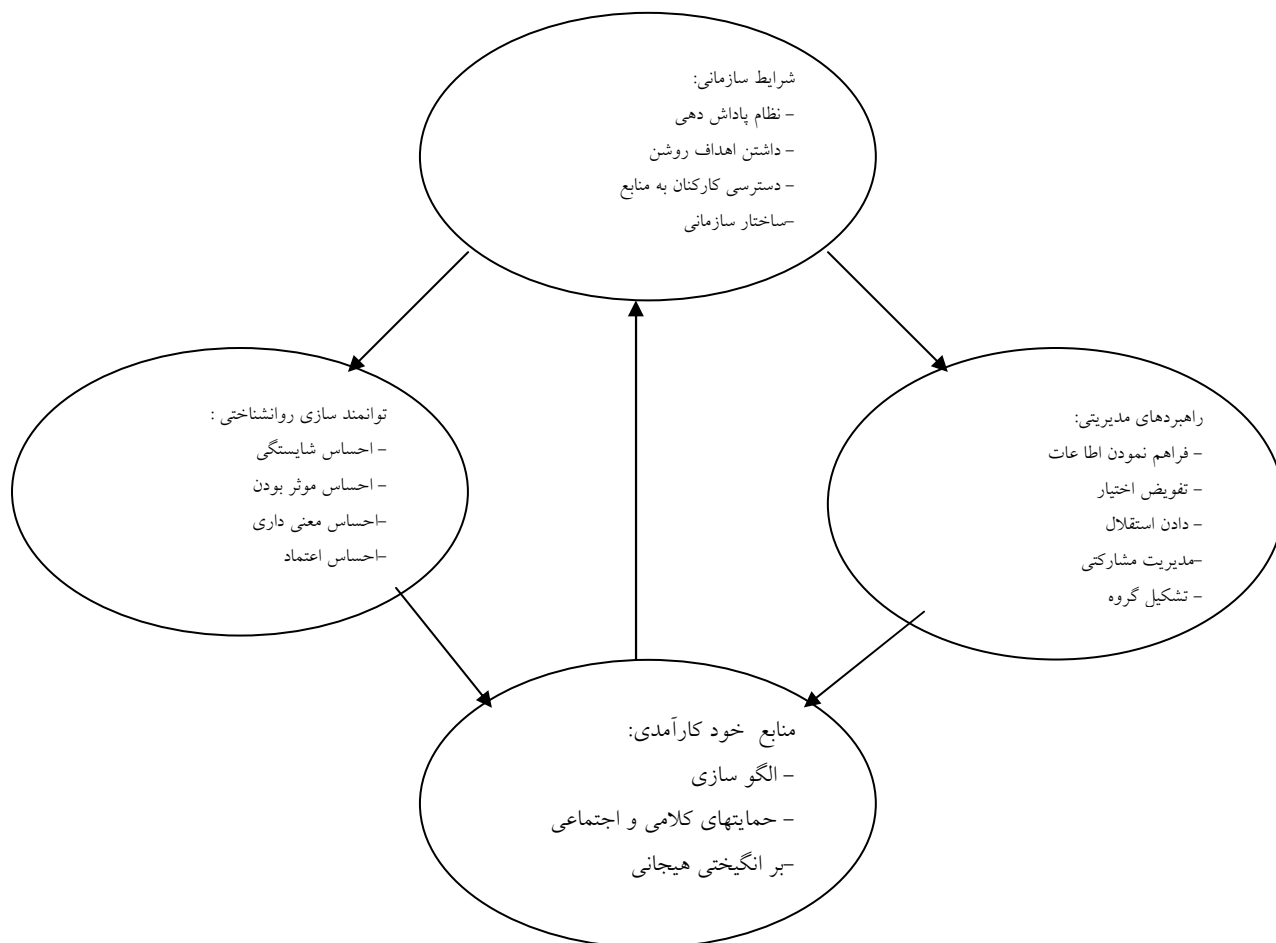 شرایط سازمانی:
- نظام پاداش دهی
- داشتن اهداف روشن
- دسترسی کارکنان به منابع
-ساختار سازمانی
راهبردهای مدیریتی:
- فراهم نمودن اطا عات
- تفویض اختیار
- دادن استقلال
-مدیریت مشارکتی
- تشکیل گروه
توانمند سازی روانشناختی :
- احساس شایستگی
- احساس موثر بودن
-احساس معنی داری
-احساس اعتماد
منابع خود کارآمدی:
- الگو سازی
- حمایتهای کلامی و اجتماعی
-بر انگیختی هیجانی